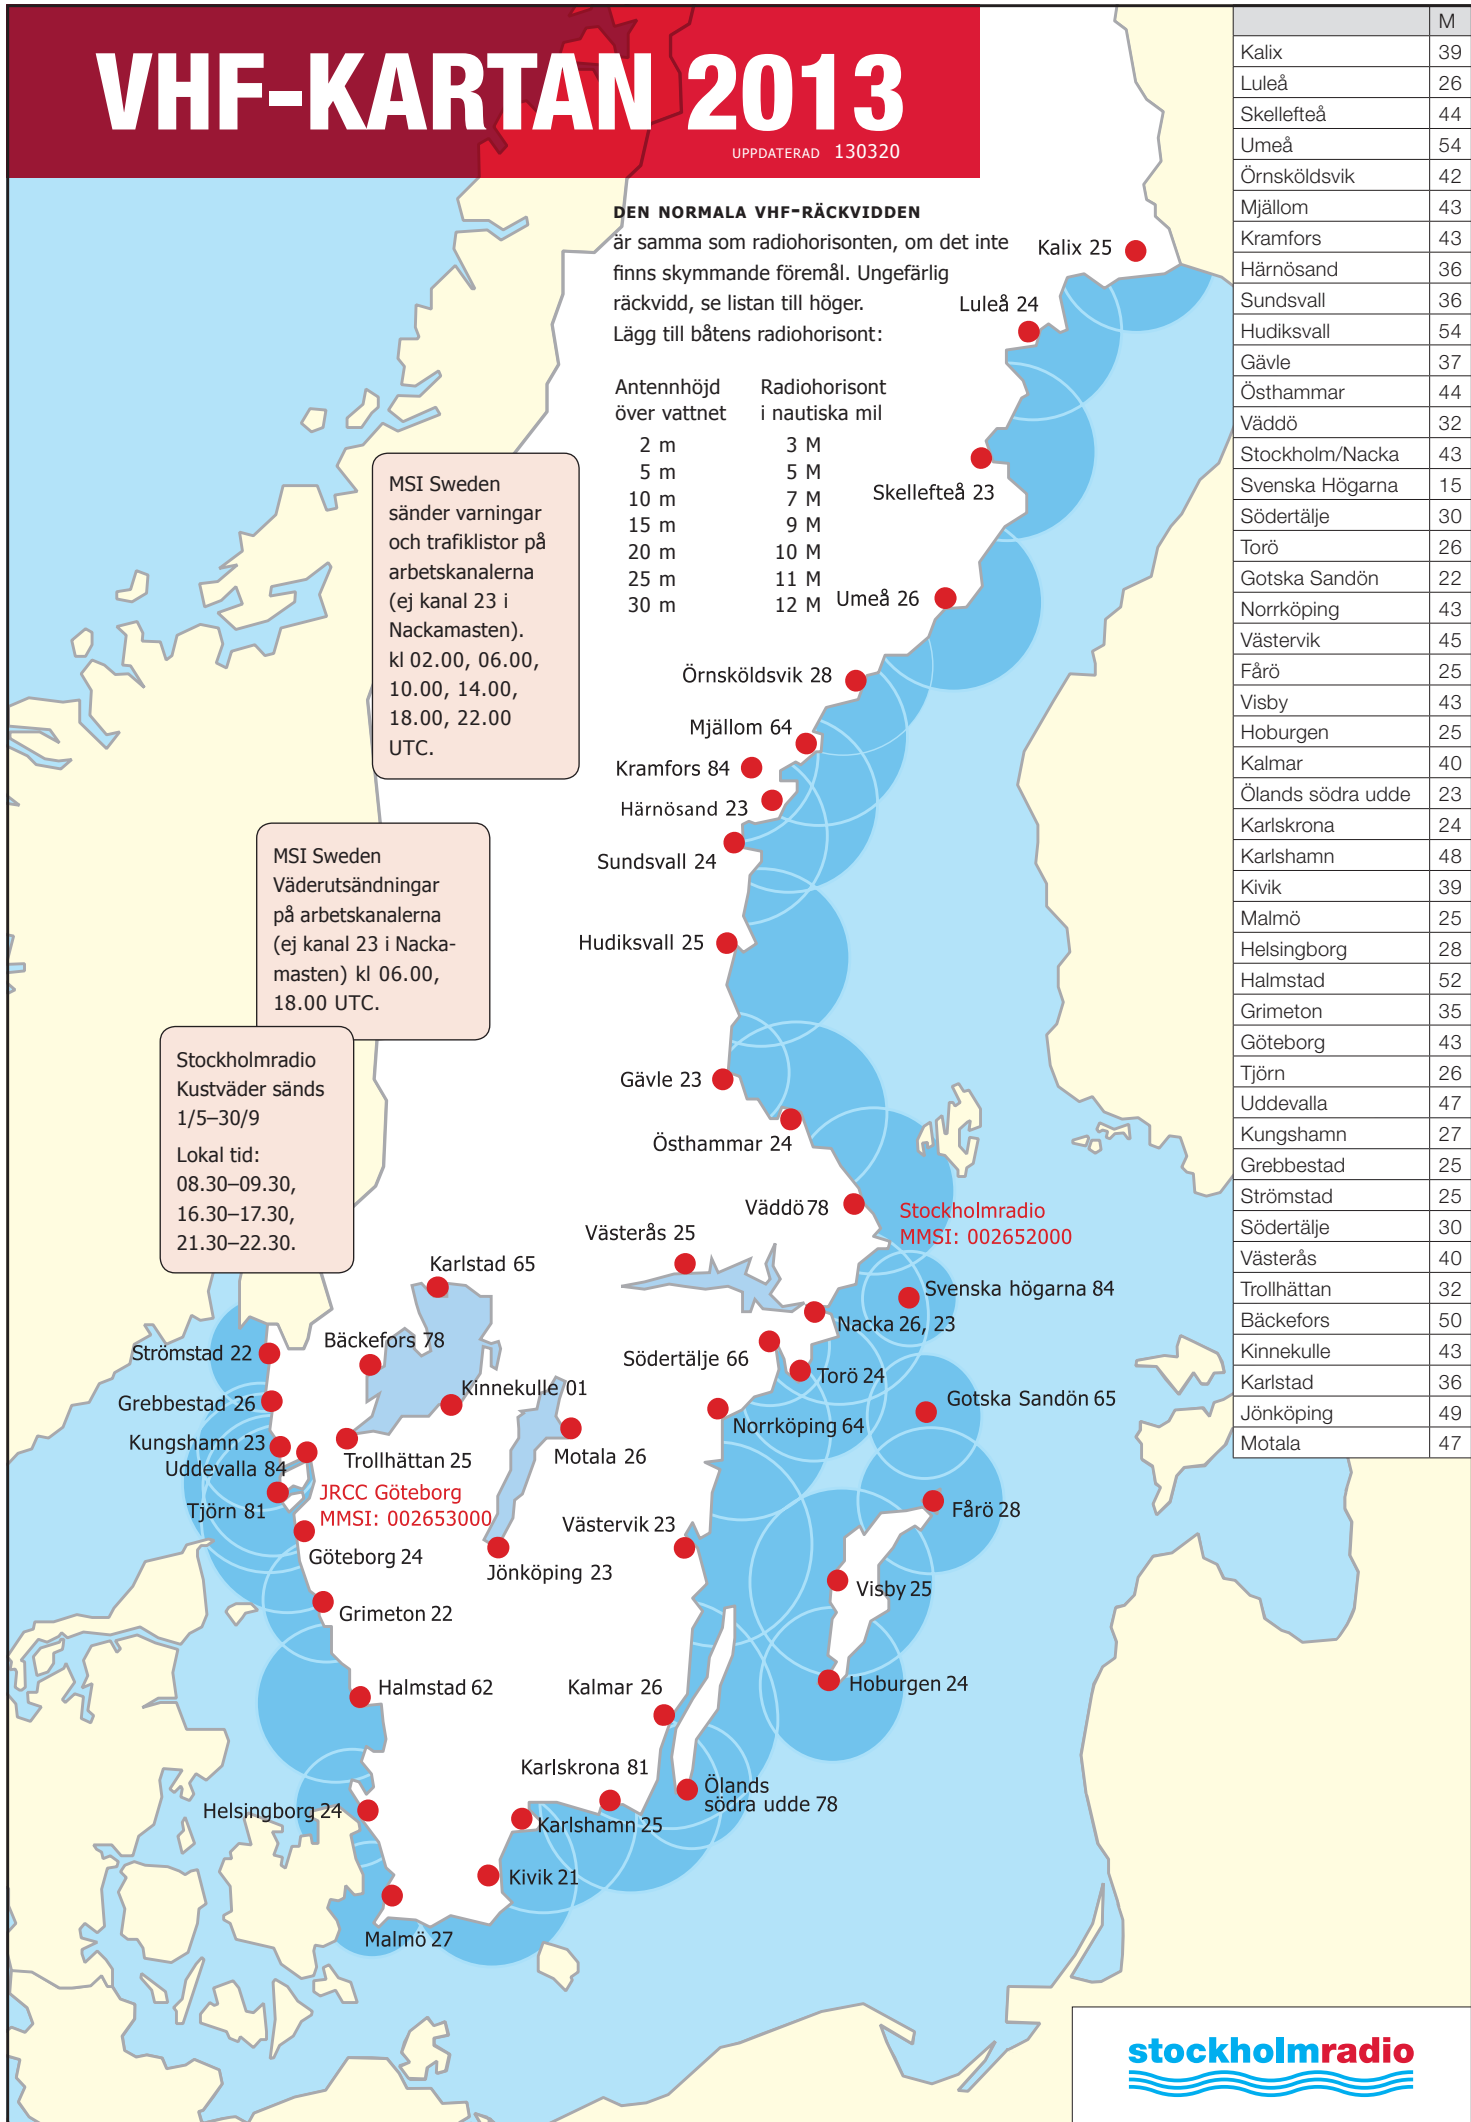 VHF-KARTAN 2013
UPPDATERAD 130320
DEN NORMALA VHF-RÄCKVIDDEN
är samma som radiohorisonten, om det inte
finns skymmande föremål. Ungefärlig
räckvidd, se listan till höger.
Lägg till båtens radiohorisont:
Antennhöjd Radiohorisont
över vattnet i nautiska mil
2 m 3 M
5 m 5 M
10 m 7 M
15 m 9 M
20 m 10 M
25 m 11 M
30 m 12 M
MSI Sweden
sänder varningar
och trafiklistor på
arbetskanalerna
(ej kanal 23 i
Nackamasten).
kl 02.00, 06.00,
10.00, 14.00,
18.00, 22.00
UTC.
MSI Sweden
Väderutsändningar
på arbetskanalerna
(ej kanal 23 i Nacka-
masten) kl 06.00,
18.00 UTC.
Stockholmradio
Kustväder sänds
1/5–30/9
Lokal tid:
08.30–09.30,
16.30–17.30,
21.30–22.30.
Kalix 25
Luleå 24
Skellefteå 23
Umeå 26
Örnsköldsvik 28
Mjällom 64
Kramfors 84
Härnösand 23
Sundsvall 24
Hudiksvall 25
Gävle 23
Östhammar 24
Väddö 78
Stockholmradio
MMSI: 002652000
Västerås 25
Karlstad 65
Svenska högarna 84
Nacka 26, 23
Bäckefors 78
Strömstad 22
Södertälje 66
Torö 24
Kinnekulle 01
Grebbestad 26
Gotska Sandön 65
Norrköping 64
Kungshamn 23
Uddevalla 84
Trollhättan 25
Motala 26
Tjörn 81
JRCC Göteborg
MMSI: 002653000
Fårö 28
Västervik 23
Göteborg 24
Jönköping 23
Visby 25
Grimeton 22
Halmstad 62
Kalmar 26
Hoburgen 24
Karlskrona 81
Ölands
södra udde 78
Helsingborg 24
Karlshamn 25
Kivik 21
Malmö 27
M
Kalix 39
Luleå 26
Skellefteå 44
Umeå 54
Örnsköldsvik 42
Mjällom 43
Kramfors 43
Härnösand 36
Sundsvall 36
Hudiksvall 54
Gävle 37
Östhammar 44
Väddö 32
Stockholm/Nacka 43
Svenska Högarna 15
Södertälje 30
Torö 26
Gotska Sandön 22
Norrköping 43
Västervik 45
Fårö 25
Visby 43
Hoburgen 25
Kalmar 40
Ölands södra udde 23
Karlskrona 24
Karlshamn 48
Kivik 39
Malmö 25
Helsingborg 28
Halmstad 52
Grimeton 35
Göteborg 43
Tjörn 26
Uddevalla 47
Kungshamn 27
Grebbestad 25
Strömstad 25
Södertälje 30
Västerås 40
Trollhättan 32
Bäckefors 50
Kinnekulle 43
Karlstad 36
Jönköping 49
Motala 47
stockholmradio